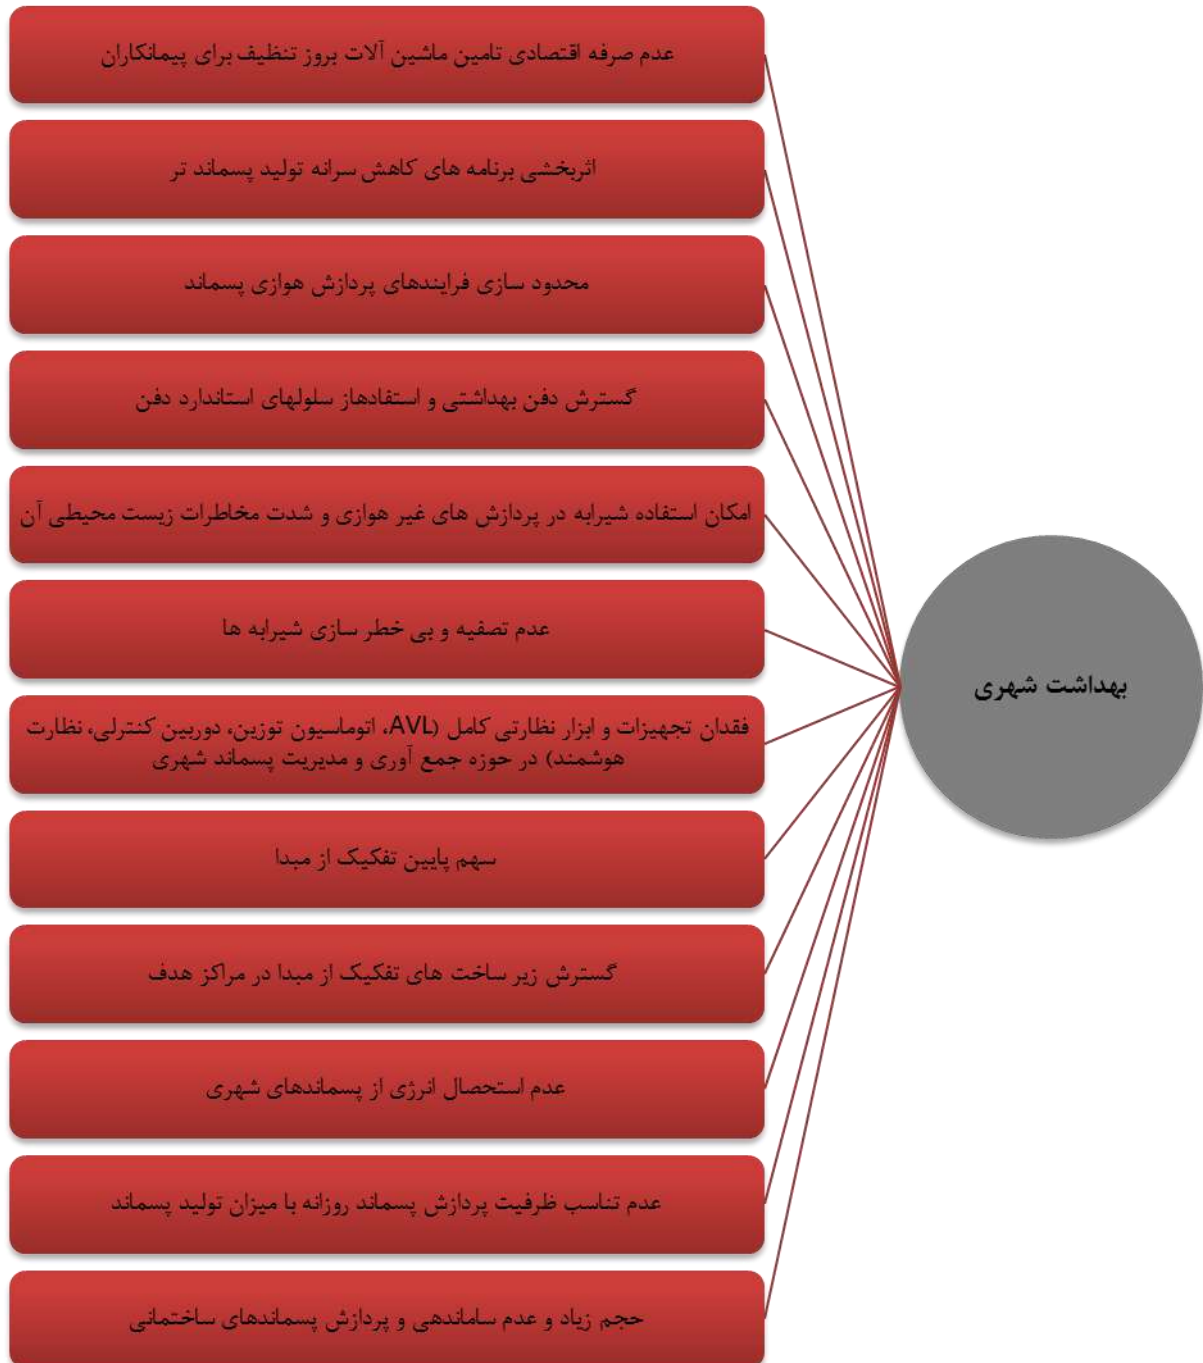 عدم صرفه اقتصادی تامین ماشین آلات بروز تنظیف برای پیمانکاران
اثربخشی برنامه های کاهش سرانه تولید پسماند تر
محدود سازی فرایندهای پردازش هوازی پسماند
گسترش دفن بهداشتی و استفادهاز سلولهای استاندارد دفن
امکان استفاده شیرابه در پردازش های غیر هوازی و شدت مخاطرات زیست محیطی آن
عدم تصفیه و بی خطر سازی شیرابه ها
فقدان تجهیزات و ابزار نظارتی کامل (AVL، اتوماسیون توزین، دوربین کنترلی، نظارت
هوشمند) در حوزه جمع آوری و مدیریت پسماند شهری
سهم پایین تفکیک از مبدا
گسترش زیر ساخت های تفکیک از مبدا در مراکز هدف
عدم استحصال انرژی از پسماندهای شهری
عدم تناسب ظرفیت پردازش پسماند روزانه با میزان تولید پسماند
حجم زیاد و عدم ساماندهی و پردازش پسماندهای ساختمانی
بهداشت شهری